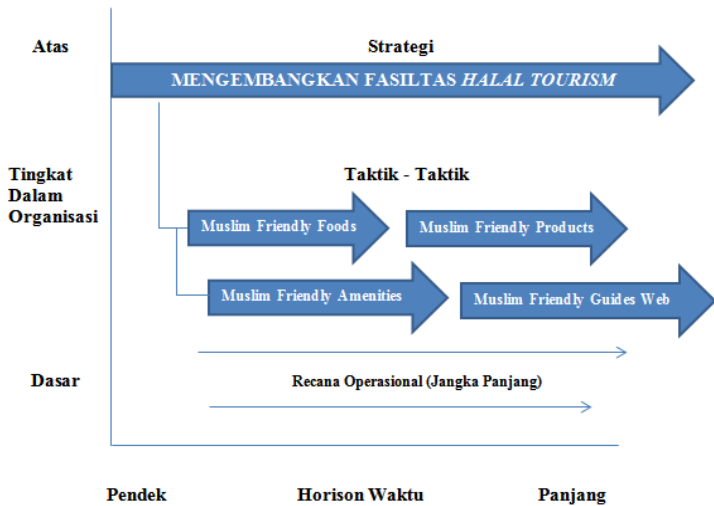 Atas
Strategi
MENGEMBANGKAN FASILTAS HALAL TOURISM
Tingkat
Dalam
Organisasi
Taktik - Taktik
Muslim Friendly Foods
Muslim Friendly Products
Muslim Friendly Amenities
Muslim Friendly Guides Web
Dasar
Recana Operasional (Jangka Panjang)
Pendek
Horison Waktu
Panjang